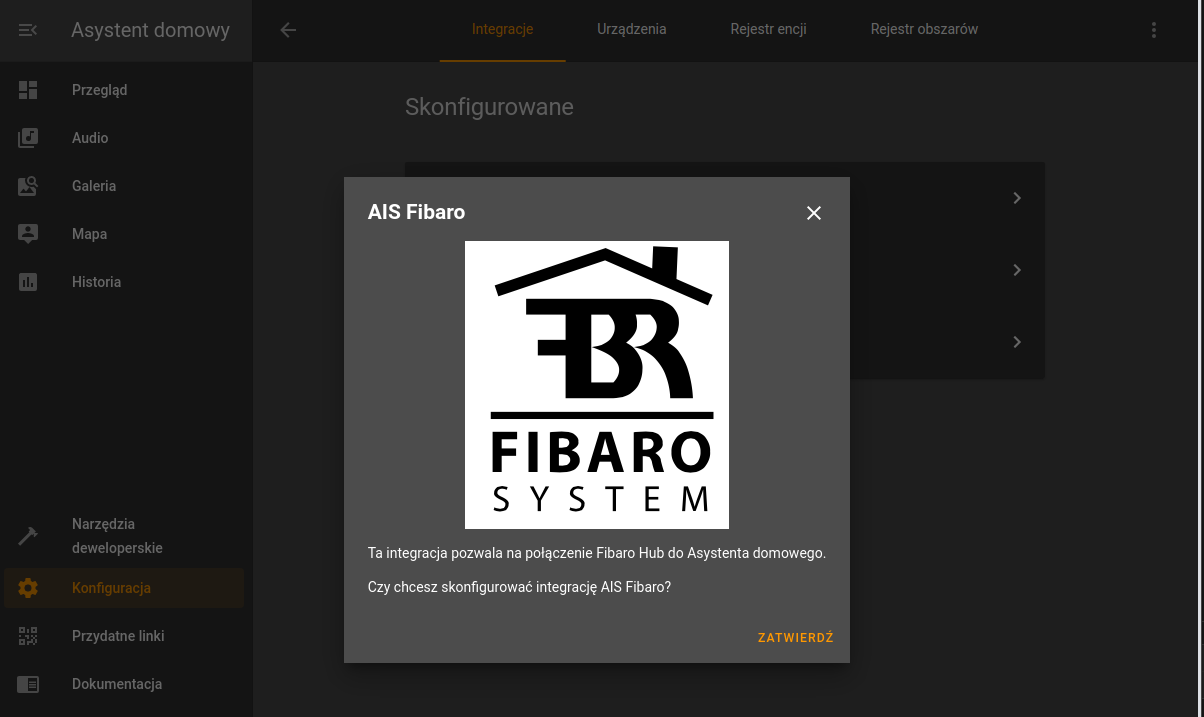 Asystent domowy
Integracje
Urządzenia
Rejestr encji
Rejestr obszarów
Przegląd
Audio
Galeria
Mapa
Historia
Narzędzia
deweloperskie
Konfiguracja
Przydatne linki
Dokumentacja
Skonfigurowane
AIS Fibaro
FBR
FIBARO
SYSTEM
Ta integracja pozwala na połączenie Fibaro Hub do Asystenta domowego.
Czy chcesz skonfigurować integrację AIS Fibaro?
ZATWIERDŹ